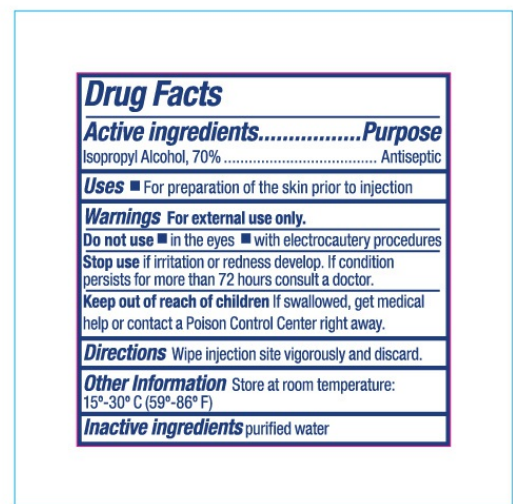 Drug Facts
Active ingredients..................Purpose
Isopropyl Alcohol, 70% ..................................... Antiseptic
Uses ■ For preparation of the skin prior to injection
Warnings For external use only.
Do not use ■ in the eyes ■ with electrocautery procedures
Stop use if irritation or redness develop. If condition
persists for more than 72 hours consult a doctor.
Keep out of reach of children If swallowed, get medical
help or contact a Poison Control Center right away.
Directions Wipe injection site vigorously and discard.
Other Information Store at room temperature:
15º-30º C (59º-86º F)
Inactive ingredients purified water